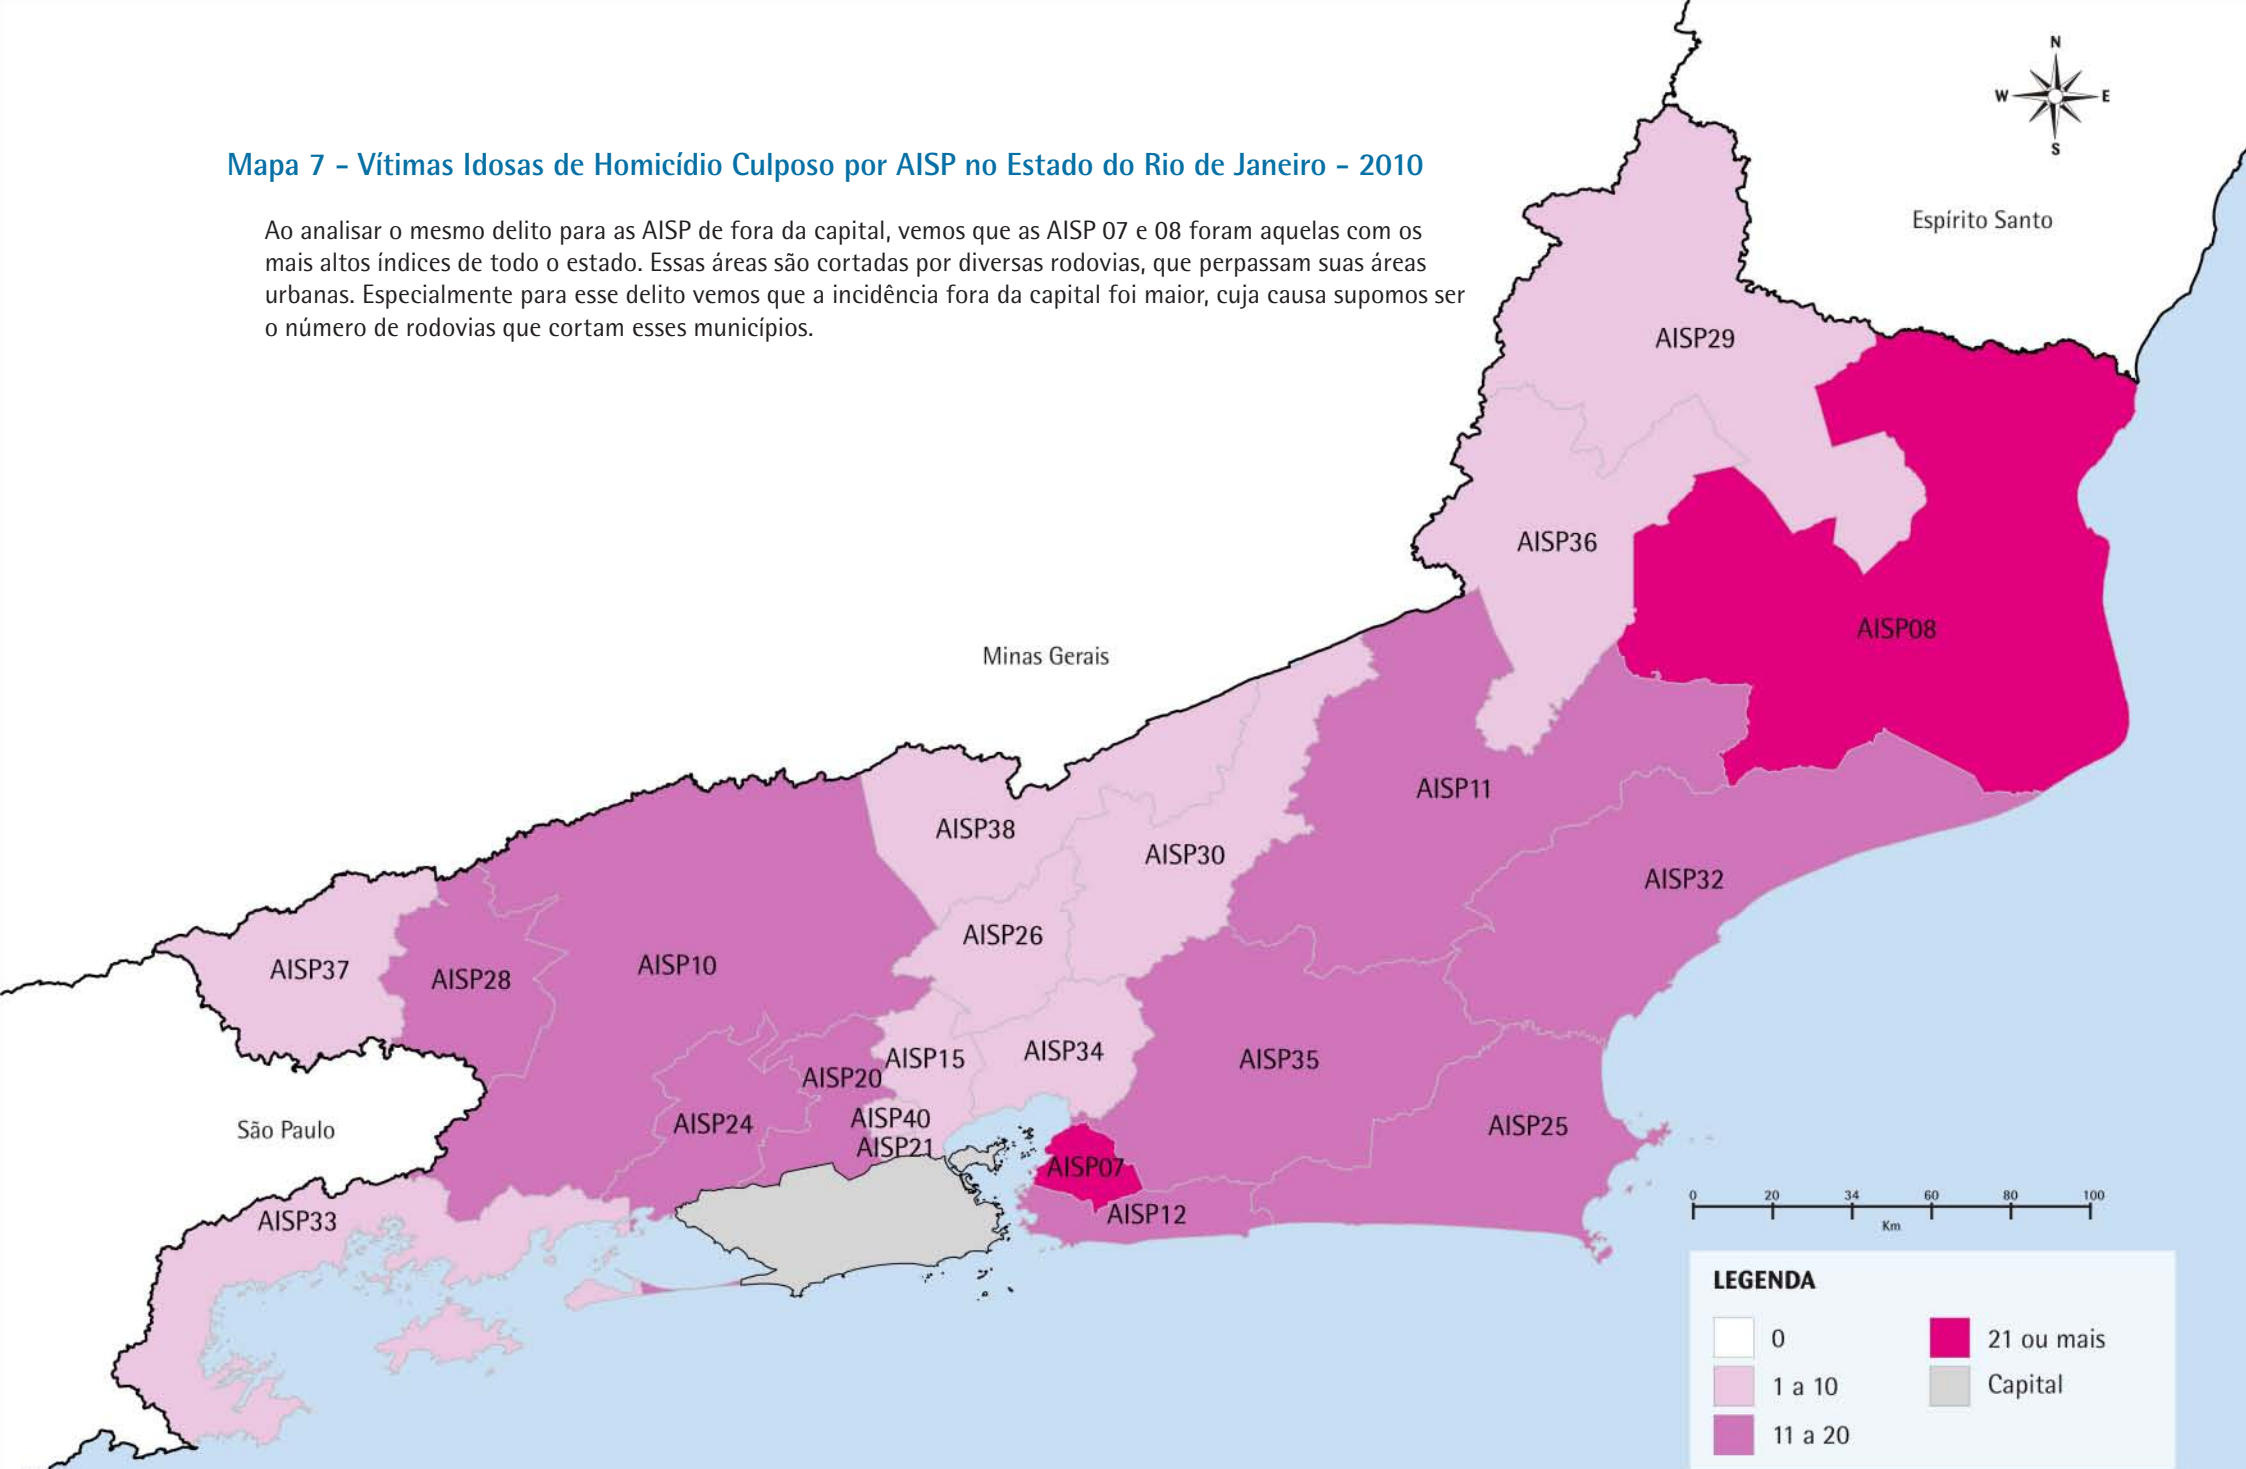 N
W E
S
Mapa 7 - Vítimas Idosas de Homicídio Culposo por AISP no Estado do Rio de Janeiro - 2010
Ao analisar o mesmo delito para as AISP de fora da capital, vemos que as AISP 07 e 08 foram aquelas com os
mais altos índices de todo o estado. Essas áreas são cortadas por diversas rodovias, que perpassam suas áreas
urbanas. Especialmente para esse delito vemos que a incidência fora da capital foi maior, cuja causa supomos ser
o número de rodovias que cortam esses municípios.
Espírito Santo
AISP29
AISP36
AISP08
Minas Gerais
AISP11
AISP38
AISP30
AISP32
AISP26
AISP37
AISP28
AISP10
AISP15
AISP34
AISP35
AISP20
AISP24
AISP40
AISP25
São Paulo
AISP21
AISP07
AISP33
AISP12
0 20 34 60 80 100
Km
LEGENDA
0
21 ou mais
1 a 10
Capital
11 a 20